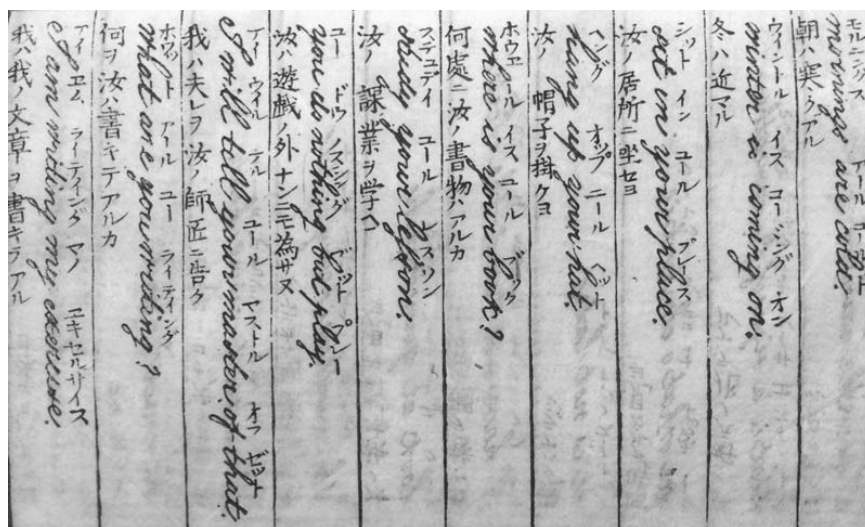 モルニングス アール コールド
mornings are cold.
朝ハ寒クアル
ウィントル イス コーミング オン
winter is coming on.
冬ハ近マル
シット イン ユール プレース
set in your place.
汝ノ居所ニ坐セヨ
ヘング オップ ニール ヘット
hang up your hat.
汝ノ帽子ヲ掛クヨ
ホウエール イス ユール ブック
where is your book?
何處ニ汝ノ書物ハアルカ
ステュデイ ユール レスソン
study your lesson.
汝ノ課業ヲ学ヘ
ユー ドウ ノスシング ビット プレー
you do nothing but play.
汝ハ遊戯ノ外ナンニモ為サヌ
アイ ウイル テル ユール マストル オフ ゼット
I will tell your master of that.
我ハ夫レヲ汝ノ師匠ニ告ク
ホウット アール ユー ライティング
what are you writing?
何ヲ汝ハ書キテアルカ
アイ エム ライティング マイ エキセルサイス
I am writing my exercise.
我ハ我ノ文章ヲ書キテアル